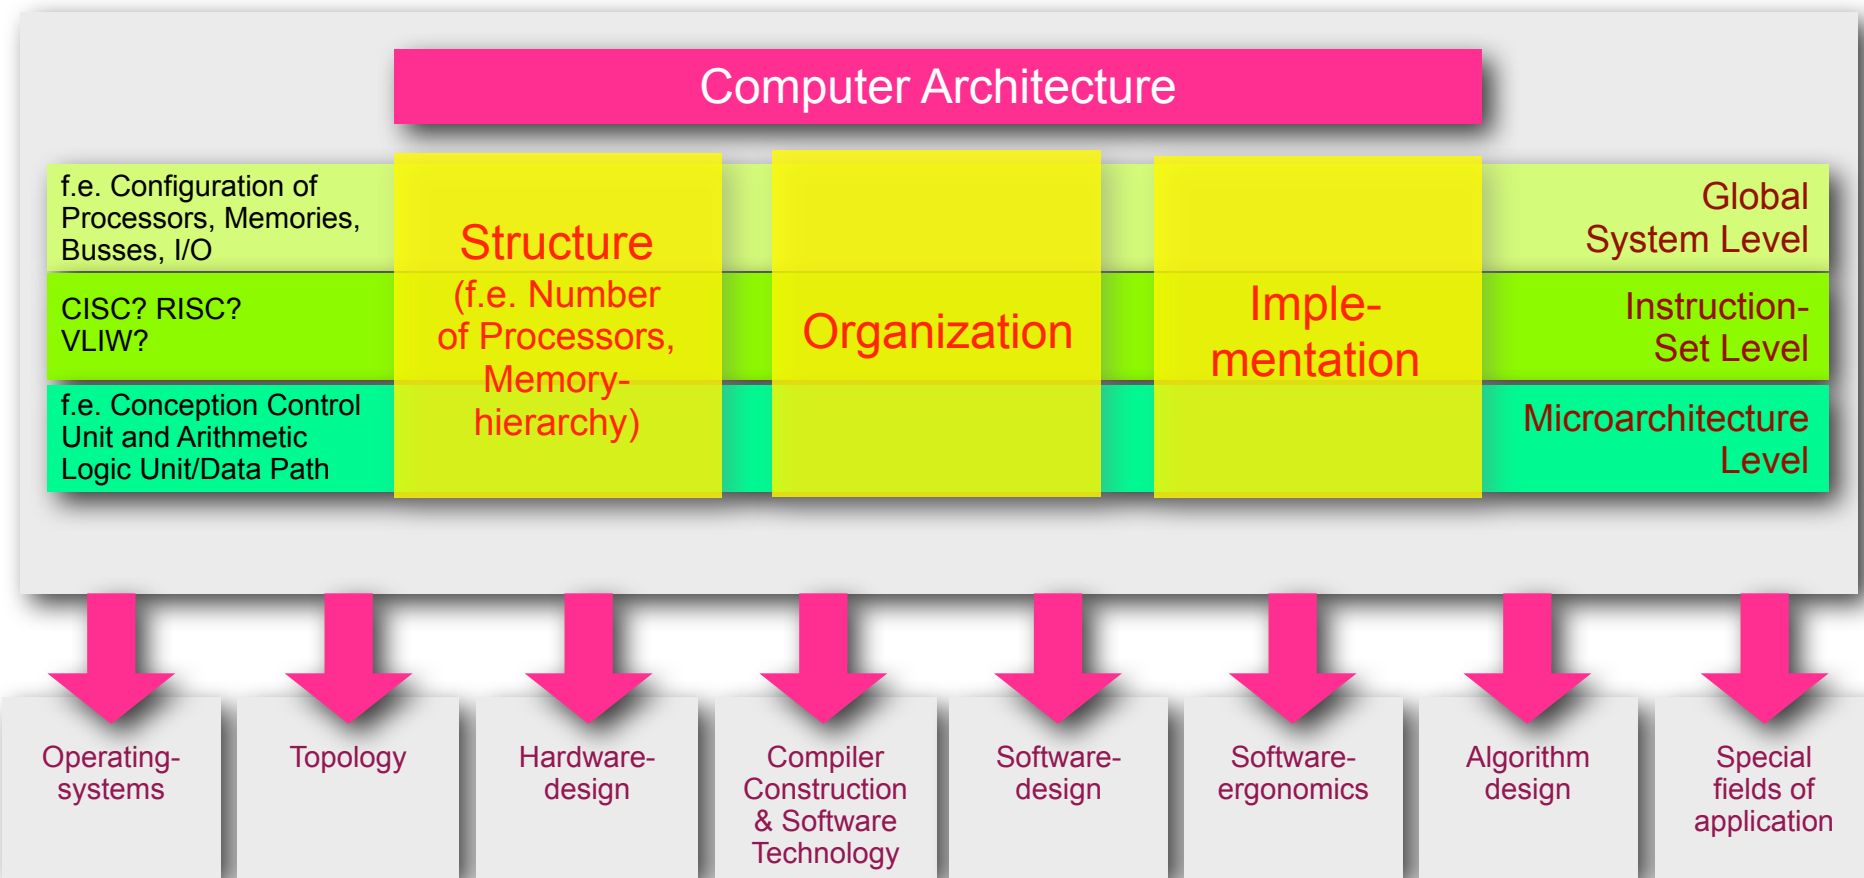 Computer Architecture
f.e. Configuration of
Processors, Memories,
Busses, I/O
Global
System Level
CISC? RISC?
VLIW?
Instruction-
Set Level
f.e. Conception Control
Unit and Arithmetic
Logic Unit/Data Path
Microarchitecture
Level
Structure
(f.e. Number
of Processors,
Memory-
hierarchy)
Organization
Imple-
mentation
Operating-
systems
Topology
Hardware-
design
Compiler
Construction
& Software
Technology
Software-
design
Software-
ergonomics
Algorithm
design
Special
fields of
application